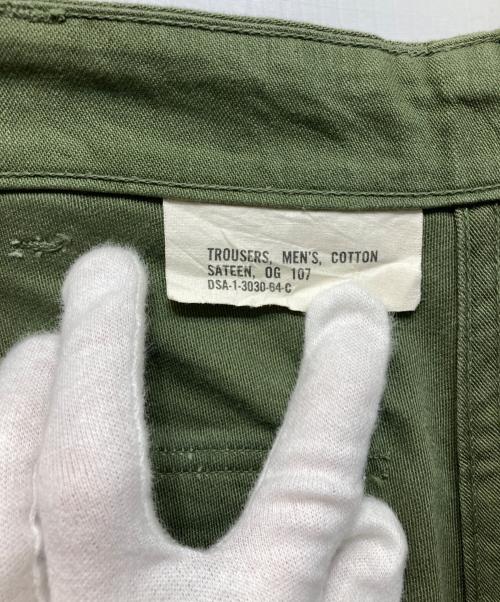 TROUSERS, MEN'S, COTTON
SATEEN, OG 107
DSA-1-3030-64-C